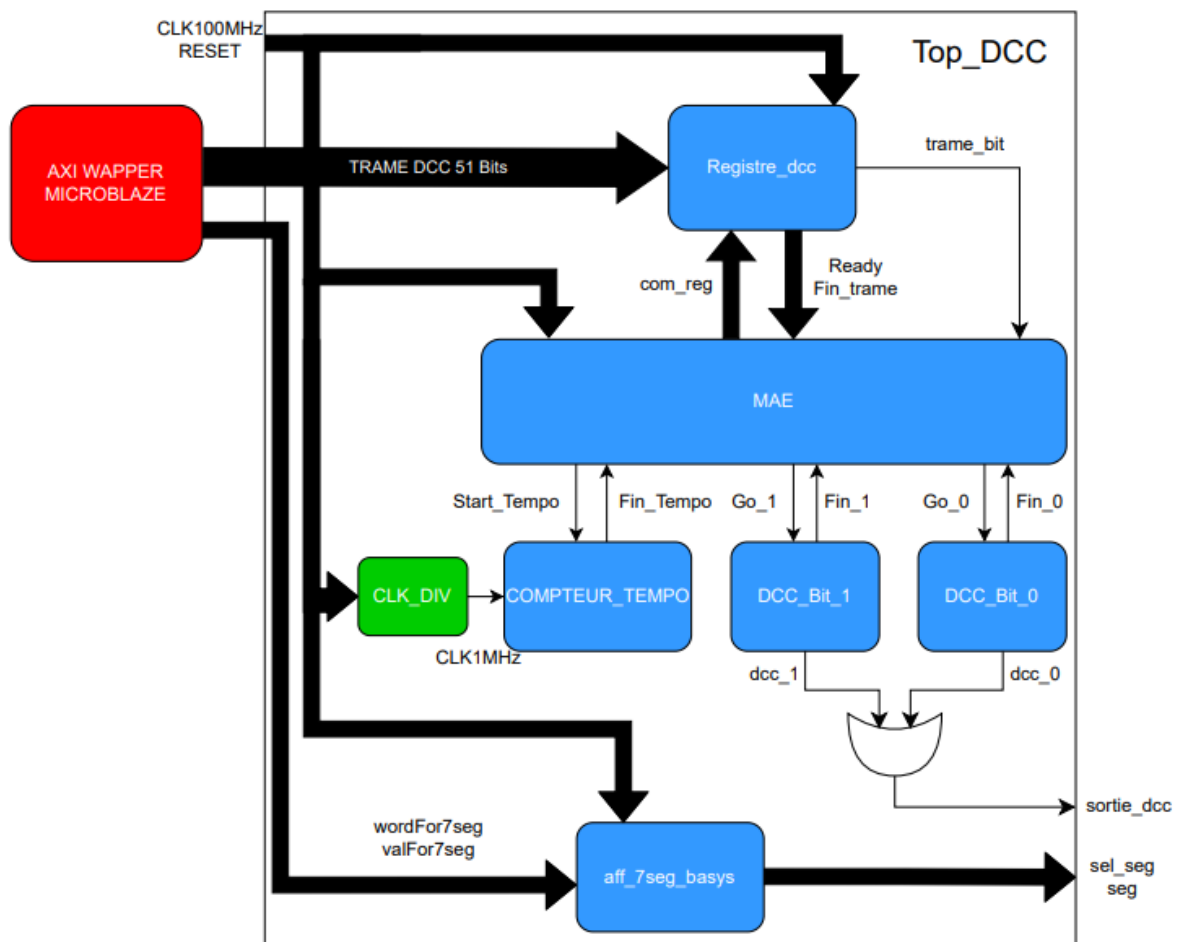 CLK100MHz
RESET
Top_DCC
AXI WAPPER
MICROBLAZE
TRAME DCC 51 Bits
Registre_dcc
trame_bit
com_reg
Ready
Fin_trame
MAE
Start_Tempo
Fin_Tempo
Go_1
Fin_1
Go_0
Fin_0
CLK_DIV
COMPTEUR_TEMPO
DCC_Bit_1
DCC_Bit_0
CLK1MHz
dcc_1
dcc_0
sortie_dcc
wordFor7seg
valFor7seg
aff_7seg_basys
sel_seg
seg